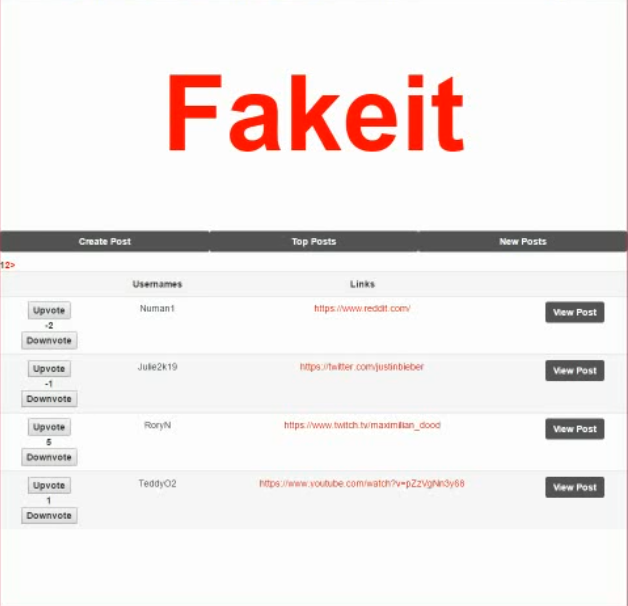 Fakeit
Create Post Top Posts New Posts
12>
Usernames Links
Upvote
-2
Downvote
Numan1 https://www.reddit.com/ View Post
Upvote
-1
Downvote
Julie2k19 https://twitter.com/justinbieber View Post
Upvote
5
Downvote
RoryN https://www.twitch.tv/maximilian_dood View Post
Upvote
1
Downvote
TeddyO2 https://www.youtube.com/watch?v=pZzVgNn3y68 View Post